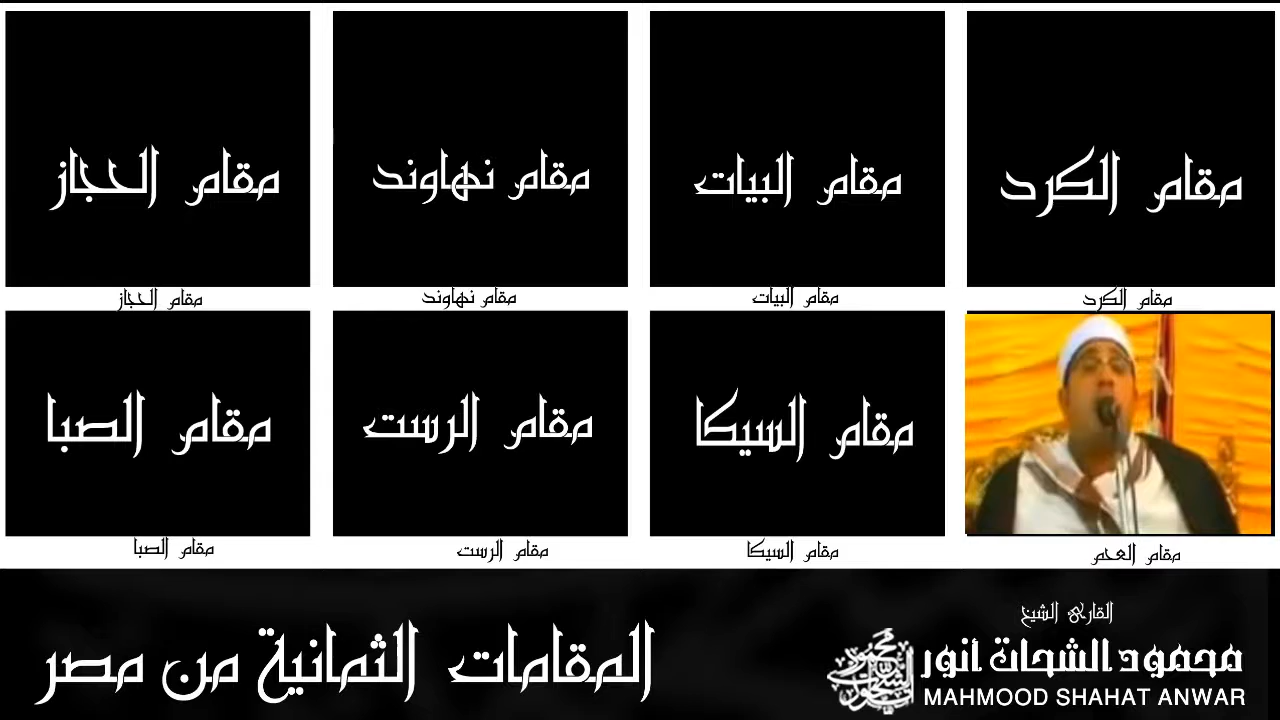 مقام الكرد
مقام البيات
مقام نهاوند
مقام الحجاز
مقام الكرد
مقام البيات
مقام نهاوند
مقام الحجاز
مقام السيكا
مقام الرست
مقام الصبا
مقام العجم
مقام السيكا
مقام الرست
مقام الصبا
القارئ الشيخ
محمود الشحات أنور
MAHMOOD SHAHAT ANWAR
المقامات الثمانية من مصر